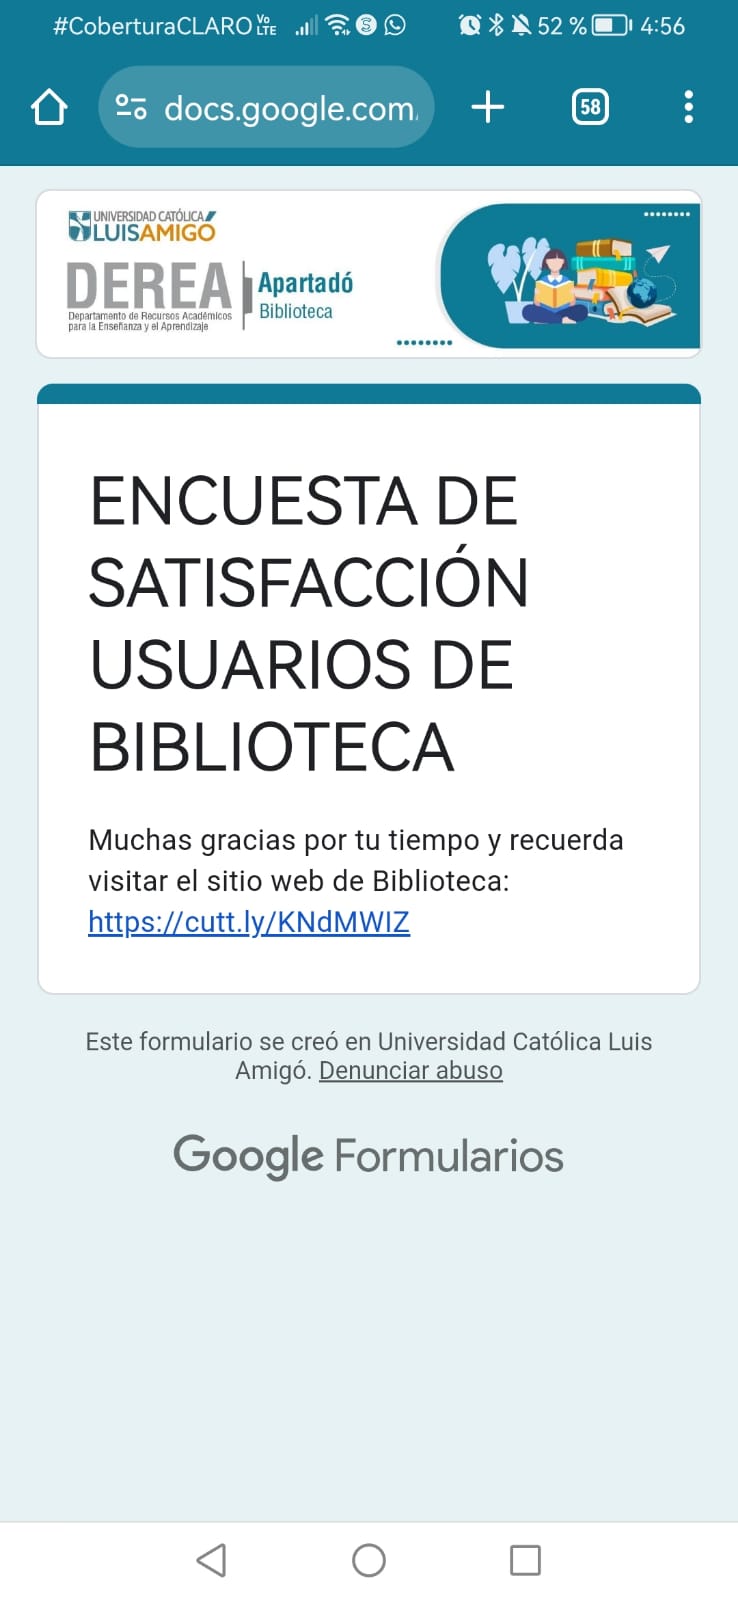 #CoberturaCLARO VoLTE 52 % 4:56
docs.google.com 58
UNIVERSIDAD CATÓLICA
LUIS AMIGO
DEREA
Departamento de Recursos Académicos
para la Enseñanza y el Aprendizaje
Apartadó
Biblioteca
ENCUESTA DE
SATISFACCIÓN
USUARIOS DE
BIBLIOTECA
Muchas gracias por tu tiempo y recuerda
visitar el sitio web de Biblioteca:
https://cutt.ly/KNdMWIZ
Este formulario se creó en Universidad Católica Luis
Amigó. Denunciar abuso
Google Formularios